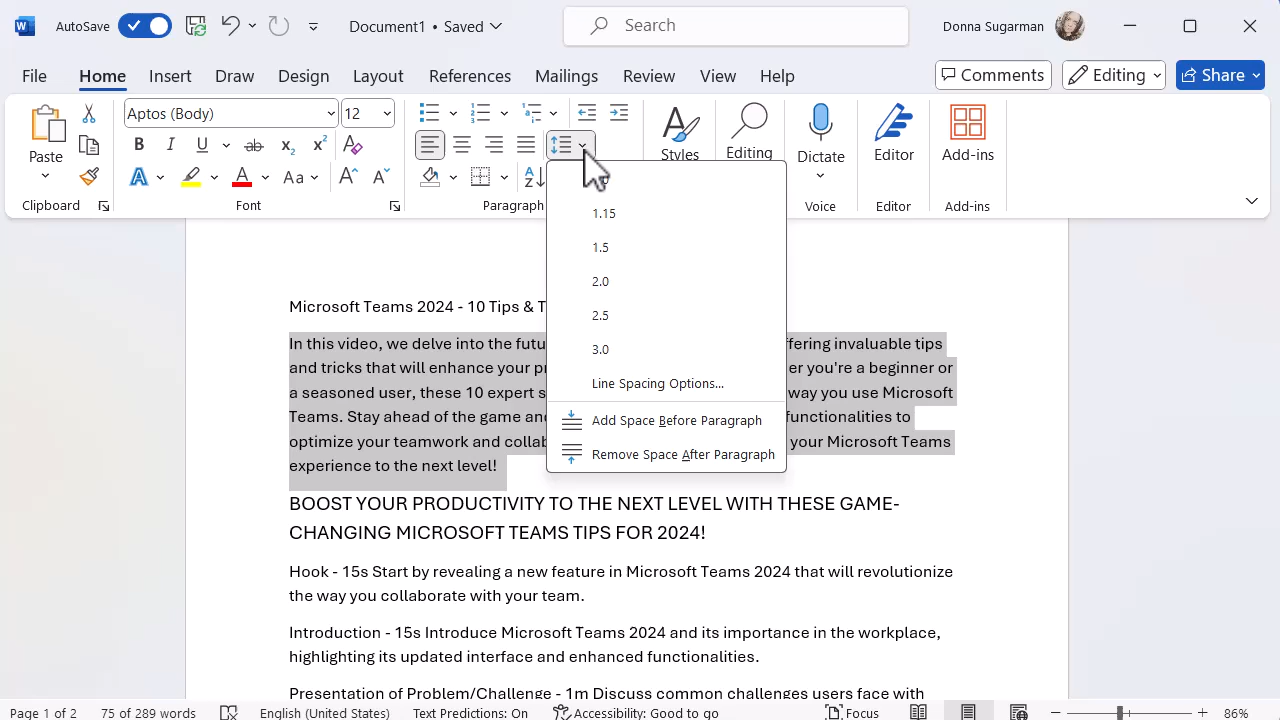 AutoSave
Document1 • Saved
Search
Donna Sugarman
File Home Insert Draw Design Layout References Mailings Review View Help
Comments
Editing
Share
Paste
Clipboard
Aptos (Body)
12
Font
Paragraph
Styles
Editing
Dictate
Voice
Editor
Editor
Add-ins
Add-ins
1.15
1.5
2.0
2.5
3.0
Line Spacing Options...
Add Space Before Paragraph
Remove Space After Paragraph
Microsoft Teams 2024 - 10 Tips & T
In this video, we delve into the futu ffering invaluable tips
and tricks that will enhance your pr er you're a beginner or
a seasoned user, these 10 expert s way you use Microsoft
Teams. Stay ahead of the game an functionalities to
optimize your teamwork and collab your Microsoft Teams
experience to the next level!
BOOST YOUR PRODUCTIVITY TO THE NEXT LEVEL WITH THESE GAME-
CHANGING MICROSOFT TEAMS TIPS FOR 2024!
Hook - 15s Start by revealing a new feature in Microsoft Teams 2024 that will revolutionize
the way you collaborate with your team.
Introduction - 15s Introduce Microsoft Teams 2024 and its importance in the workplace,
highlighting its updated interface and enhanced functionalities.
Presentation of Problem/Challenge - 1m Discuss common challenges users face with
Page 1 of 2 75 of 289 words English (United States) Text Predictions: On Accessibility: Good to go Focus 86%